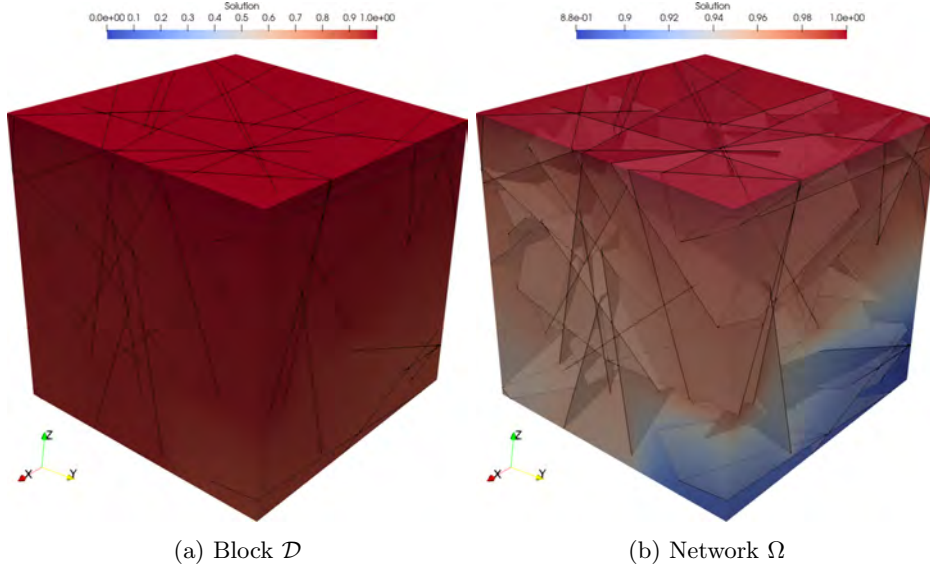 Solution
0.0e+00 0.1 0.2 0.3 0.4 0.5 0.6 0.7 0.8 0.9 1.0e+00
Solution
8.8e-01 0.9 0.92 0.94 0.96 0.98 1.0e+00
Z
X
Y
Z
X
Y
(a) Block 𝒟
(b) Network Ω